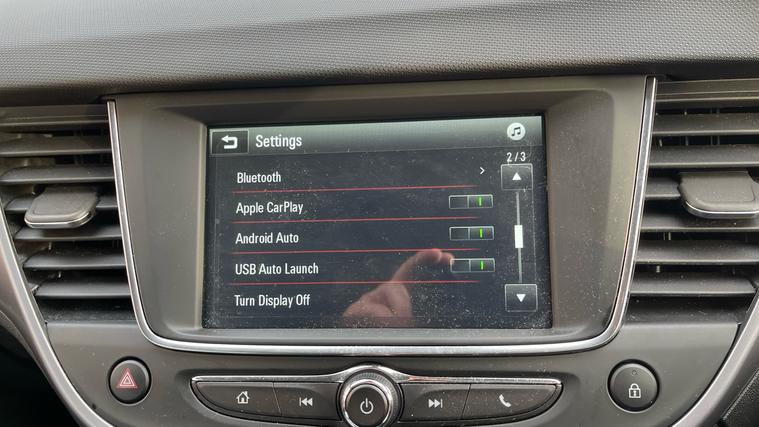 Settings
2 / 3
Bluetooth
Apple CarPlay
Android Auto
USB Auto Launch
Turn Display Off